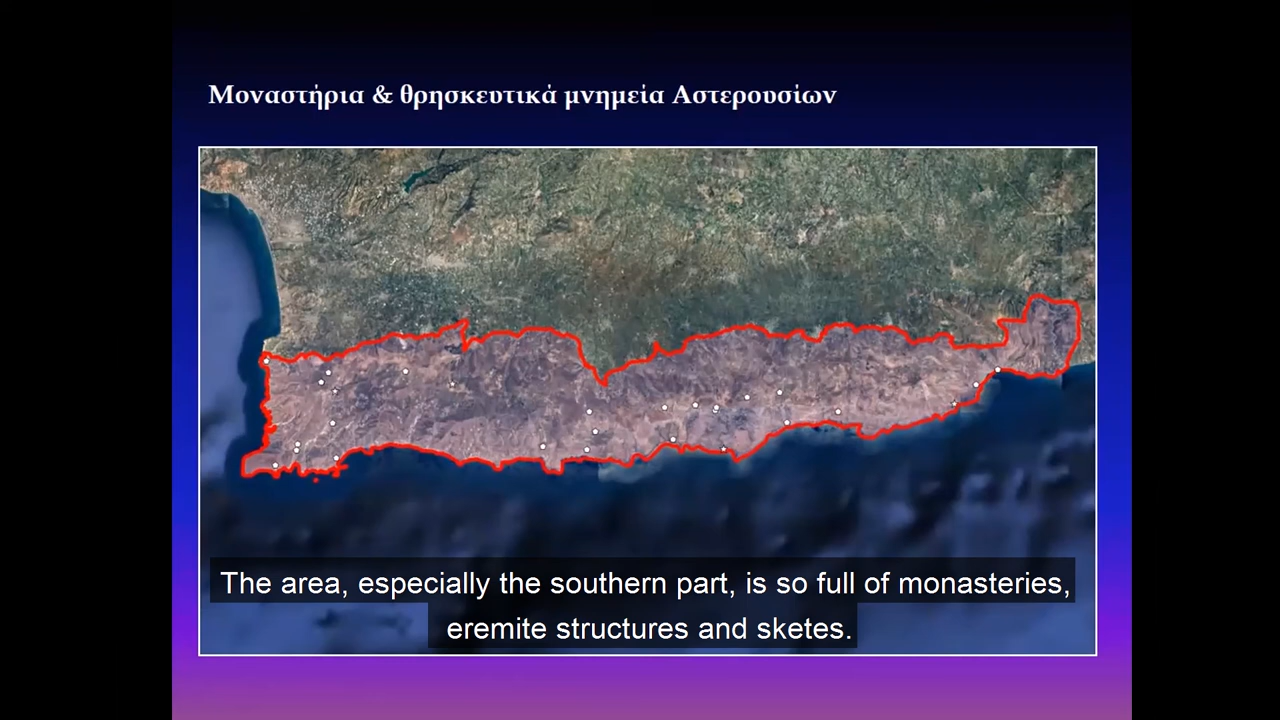 Μοναστήρια & θρησκευτικά μνημεία Αστερουσίων
The area, especially the southern part, is so full of monasteries,
eremite structures and sketes.